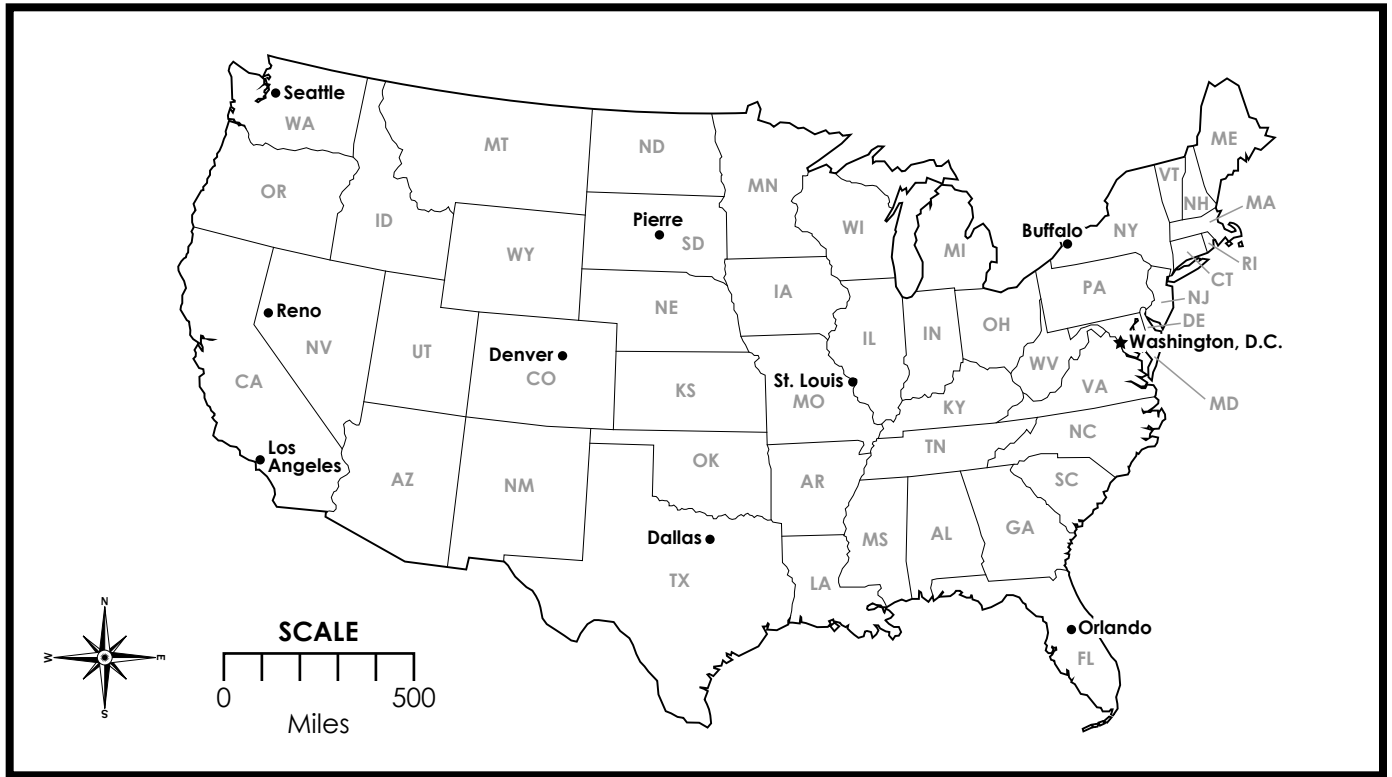 Seattle
WA
MT
ND
MN
ME
OR
ID
VT
NH
MA
Pierre
SD
WI
Buffalo
NY
WY
MI
RI
CT
NE
IA
PA
NJ
Reno
DE
OH
IN
IL
NV
UT
Denver
CO
Washington, D.C.
WV
CA
St. Louis
MO
KS
VA
MD
KY
NC
TN
Los
Angeles
AZ
NM
OK
AR
SC
GA
MS
AL
Dallas
TX
LA
N
W
E
S
SCALE
0
500
Miles
Orlando
FL